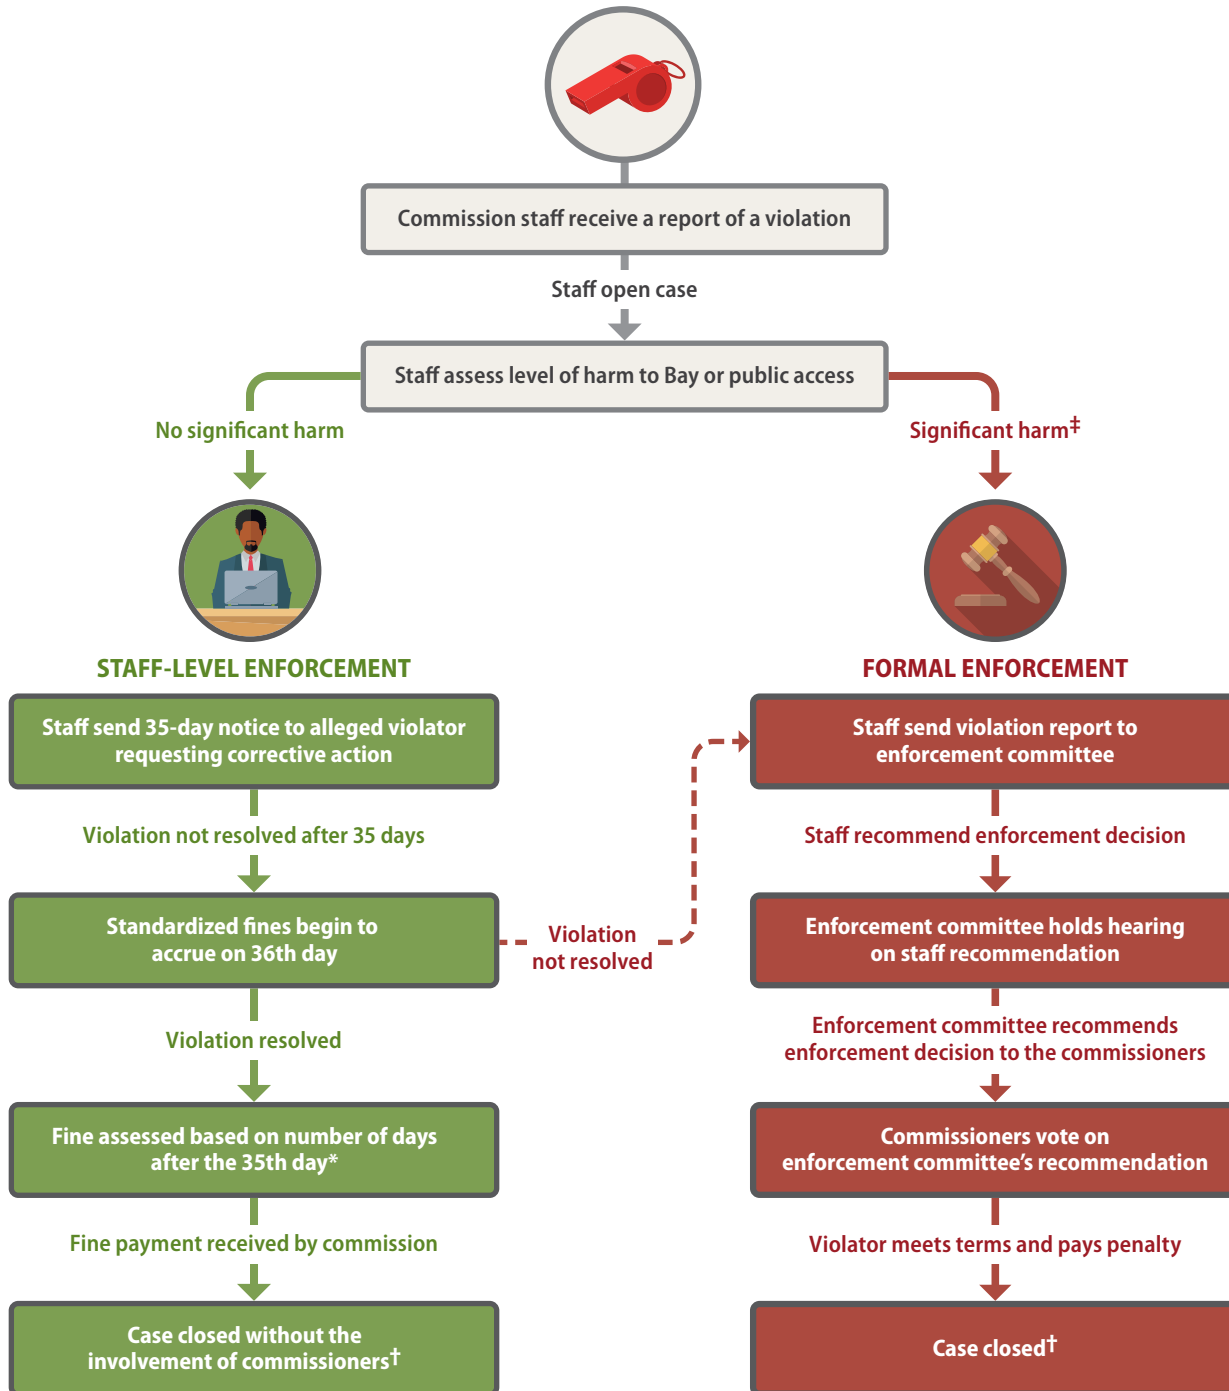 Commission staff receive a report of a violation
Staff open case
Staff assess level of harm to Bay or public access
No significant harm
Significant harm‡
STAFF-LEVEL ENFORCEMENT
Staff send 35-day notice to alleged violator
requesting corrective action
Violation not resolved after 35 days
Standardized fines begin to
accrue on 36th day
Violation
not resolved
Violation resolved
Fine assessed based on number of days
after the 35th day*
Fine payment received by commission
Case closed without the
involvement of commissioners†
FORMAL ENFORCEMENT
Staff send violation report to
enforcement committee
Staff recommend enforcement decision
Enforcement committee holds hearing
on staff recommendation
Enforcement committee recommends
enforcement decision to the commissioners
Commissioners vote on
enforcement committee’s recommendation
Violator meets terms and pays penalty
Case closed†